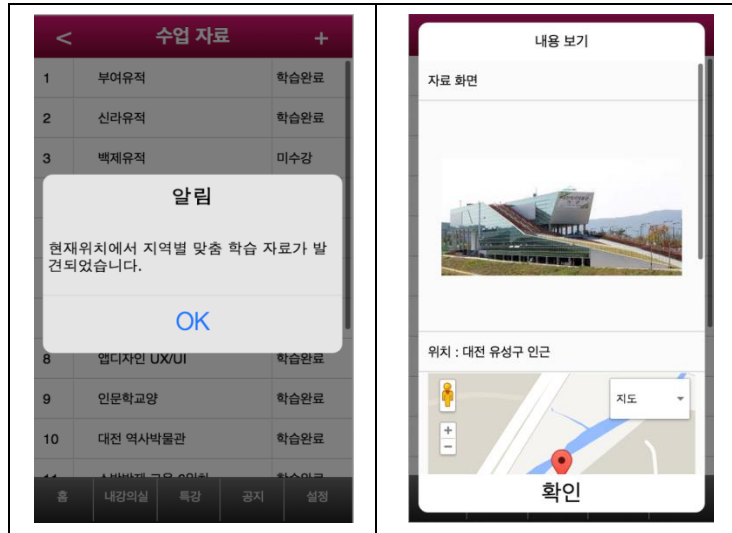 < 수업 자료 +
1 부여유적 학습완료
2 신라유적 학습완료
3 백제유적 미수강
알림
현재위치에서 지역별 맞춤 학습 자료가 발
견되었습니다.
OK
8 앱디자인 UX/UI 학습완료
9 인문학교양 학습완료
10 대전 역사박물관 학습완료
홈 내강의실 특강 공지 설정
내용 보기
자료 화면
위치 : 대전 유성구 인근
지도
+
-
확인